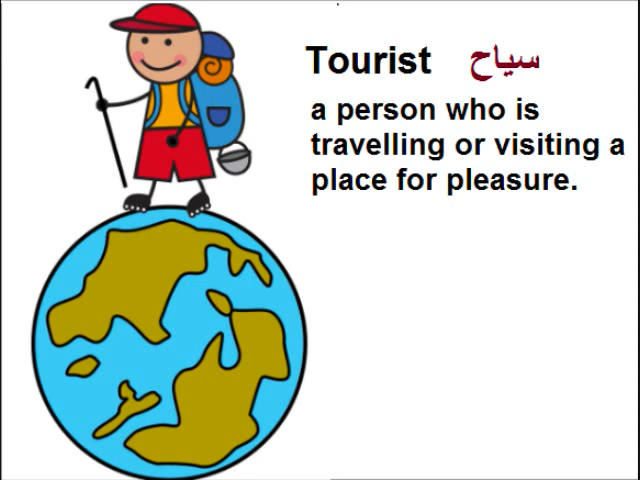 Tourist سياح
a person who is
travelling or visiting a
place for pleasure.